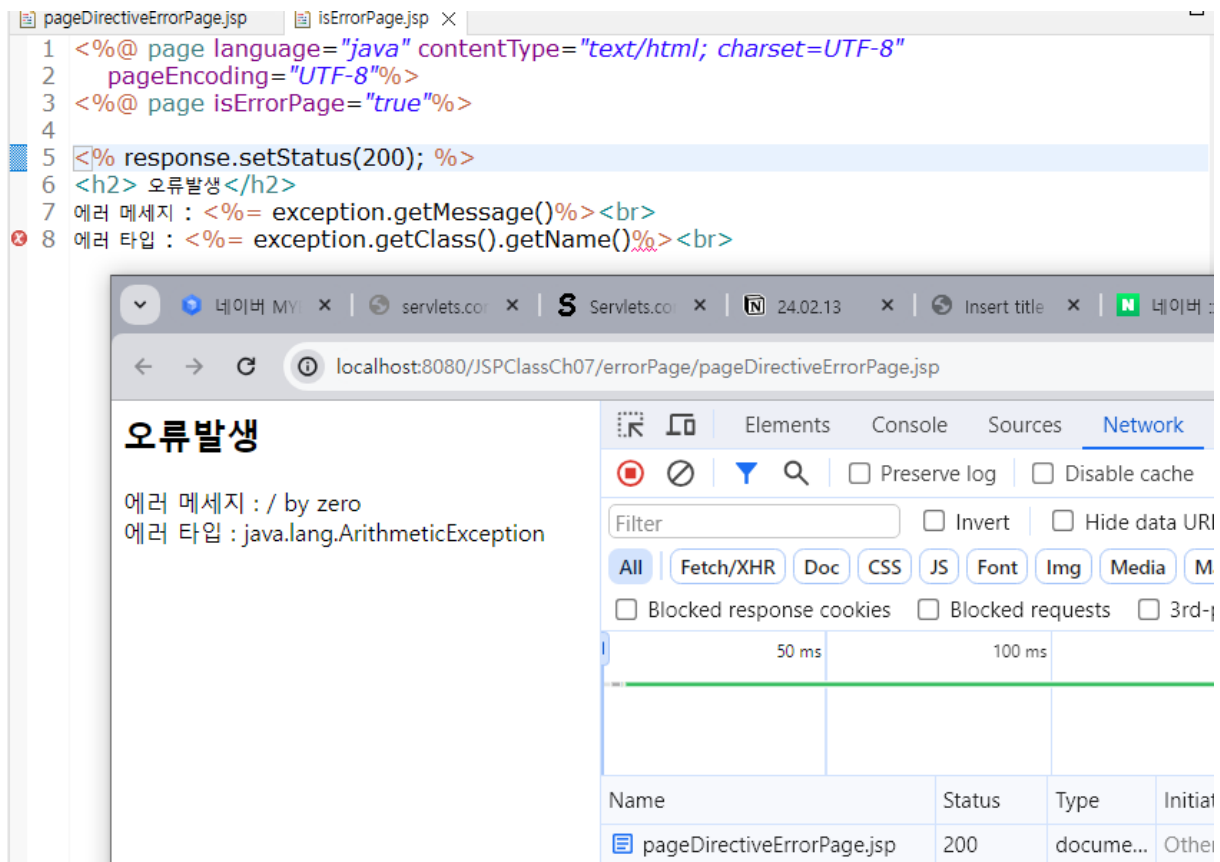 pageDirectiveErrorPage.jsp isErrorPage.jsp
1 <%@ page language="java" contentType="text/html; charset=UTF-8"
2 pageEncoding="UTF-8"%>
3 <%@ page isErrorPage="true"%>
4
5 <% response.setStatus(200); %>
6 <h2> 오류발생</h2>
7 에러 메세지 : <%= exception.getMessage()%><br>
8 에러 타입 : <%= exception.getClass().getName()%><br>
네이버 MY servlets.co S Servlets.co 24.02.13 Insert title N 네이버 :
localhost:8080/JSPClassCh07/errorPage/pageDirectiveErrorPage.jsp
오류발생
에러 메세지 : / by zero
에러 타입 : java.lang.ArithmeticException
Elements Console Sources Network
Preserve log Disable cache
Filter Invert Hide data URl
All Fetch/XHR Doc CSS JS Font Img Media M
Blocked response cookies Blocked requests 3rd-p
50 ms 100 ms
Name Status Type Initiat
pageDirectiveErrorPage.jsp 200 docume... Other